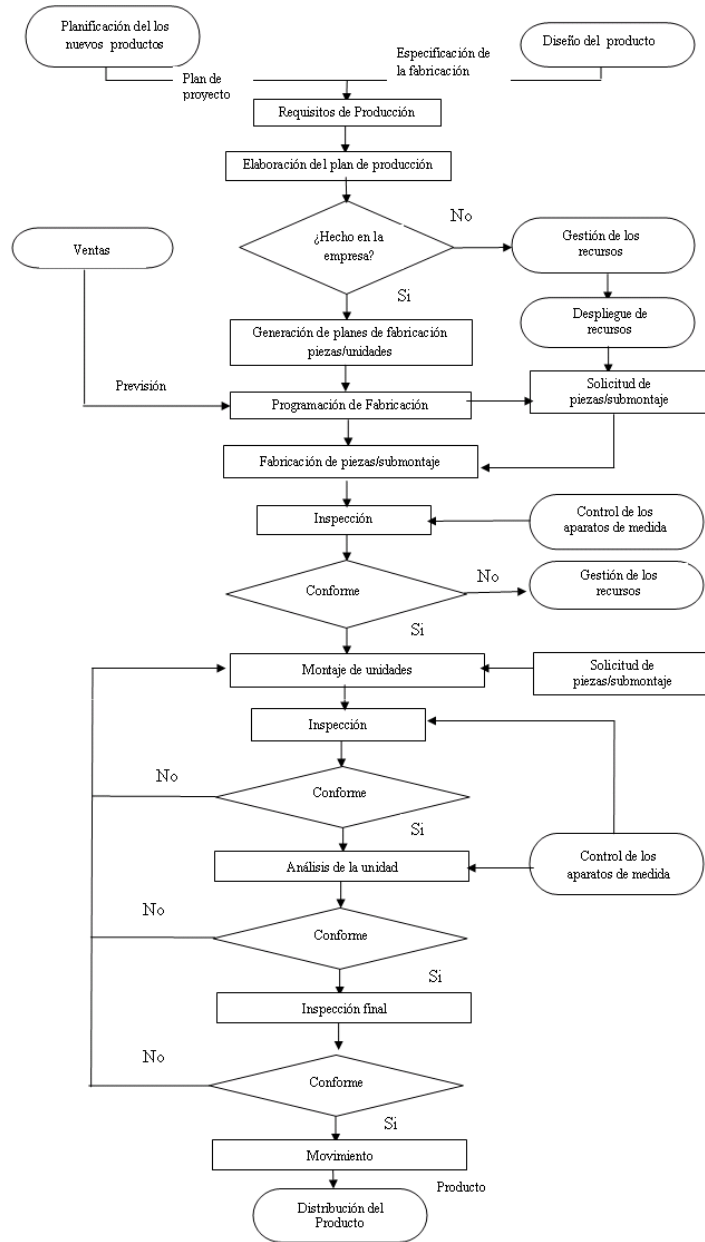 Planificación del los
nuevos productos
Diseño del producto
Especificación de
la fabricación
Plan de
proyecto
Requisitos de Producción
Elaboración del plan de producción
No
¿Hecho en la
empresa?
Ventas
Gestión de los
recursos
Si
Despliegue de
recursos
Generación de planes de fabricación
piezas/unidades
Previsión
Programación de Fabricación
Solicitud de
piezas/submontaje
Fabricación de piezas/submontaje
Inspección
Control de los
aparatos de medida
Conforme
No
Gestión de los
recursos
Si
Montaje de unidades
Solicitud de
piezas/submontaje
Inspección
No
Conforme
Si
Análisis de la unidad
Control de los
aparatos de medida
No
Conforme
Si
Inspección final
No
Conforme
Si
Movimiento
Producto
Distribución del
Producto